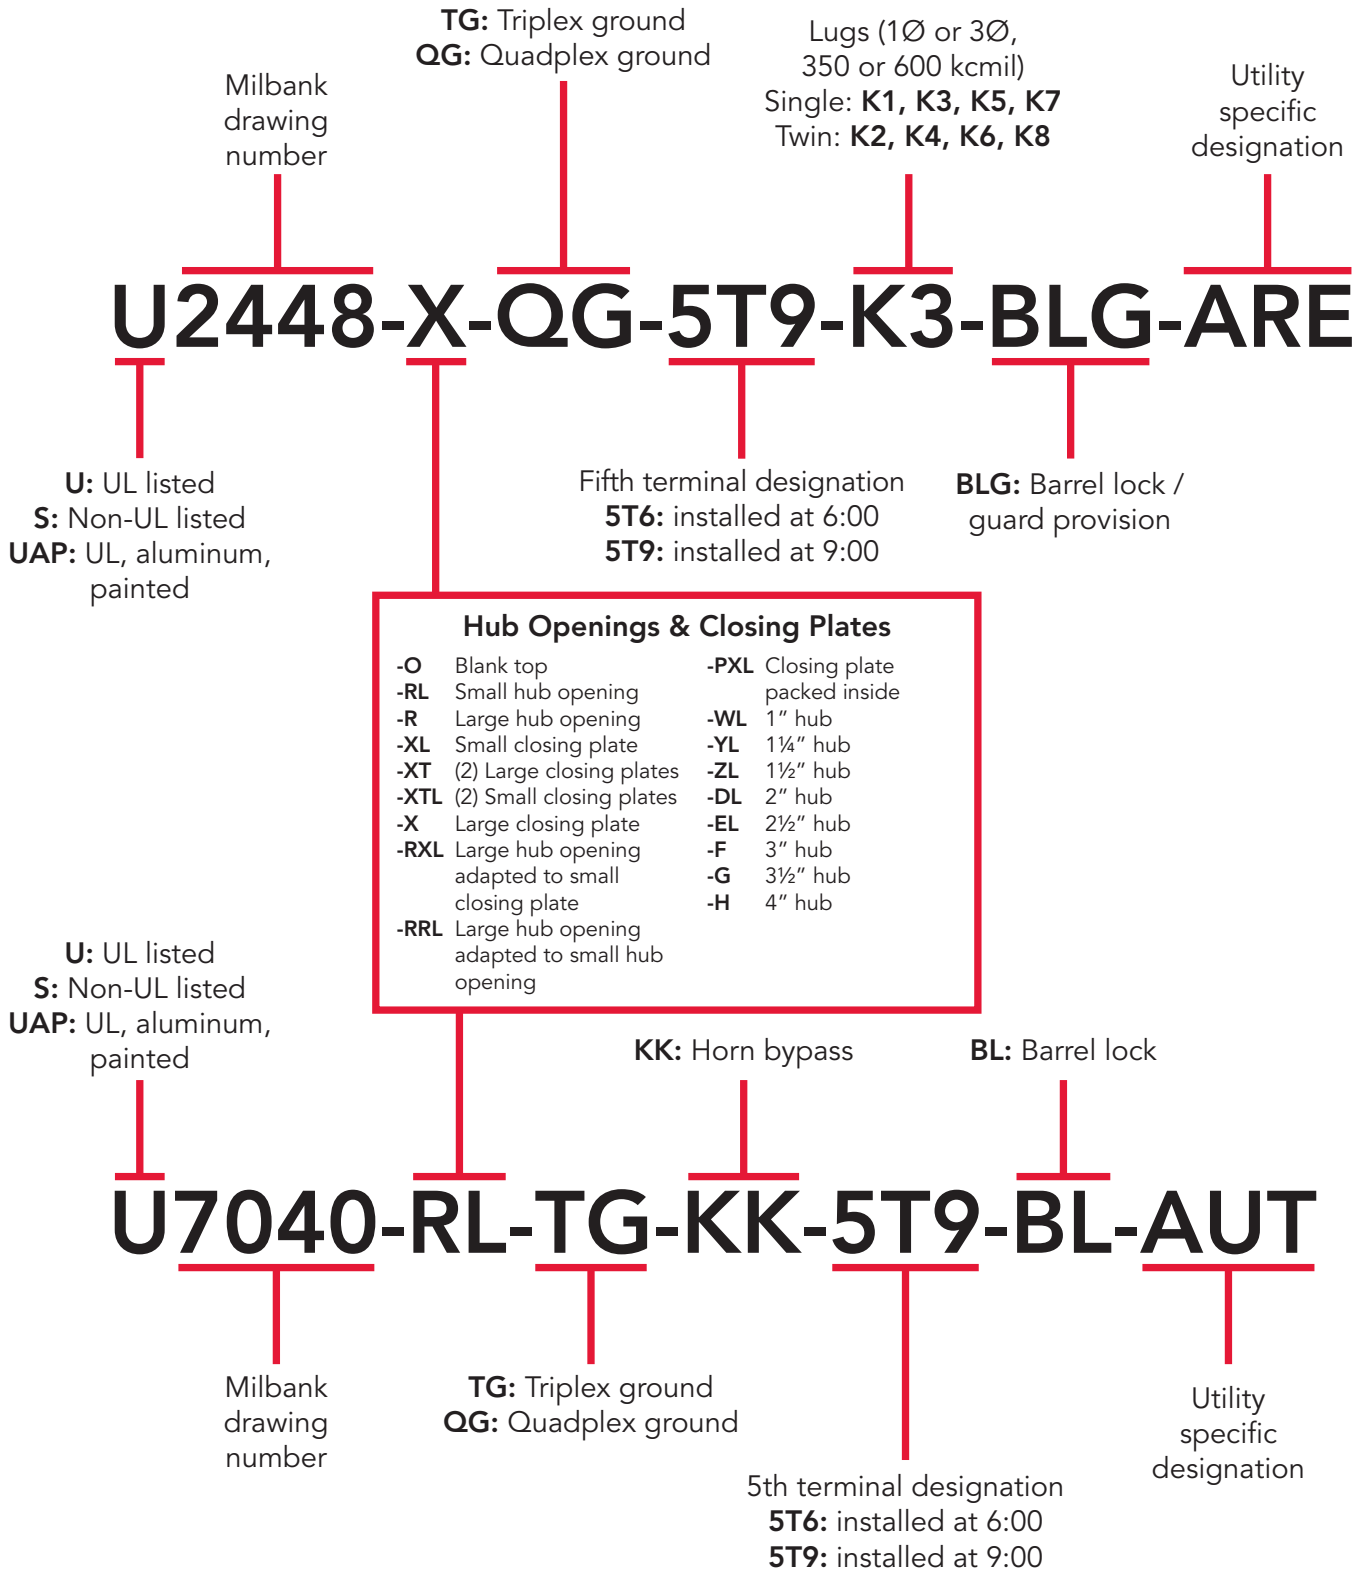 TG: Triplex ground
QG: Quadplex ground
Lugs (1Ø or 3Ø,
350 or 600 kcmil)
Single: K1, K3, K5, K7
Twin: K2, K4, K6, K8
Milbank
drawing
number
Utility
specific
designation
U2448-X-QG-5T9-K3-BLG-ARE
U: UL listed
S: Non-UL listed
UAP: UL, aluminum,
painted
Fifth terminal designation
5T6: installed at 6:00
5T9: installed at 9:00
BLG: Barrel lock /
guard provision
Hub Openings & Closing Plates
-O Blank top
-RL Small hub opening
-R Large hub opening
-XL Small closing plate
-XT (2) Large closing plates
-XTL (2) Small closing plates
-X Large closing plate
-RXL Large hub opening
adapted to small
closing plate
-RRL Large hub opening
adapted to small hub
opening
-PXL Closing plate
packed inside
-WL 1” hub
-YL 1¼” hub
-ZL 1½” hub
-DL 2” hub
-EL 2½” hub
-F 3” hub
-G 3½” hub
-H 4” hub
U: UL listed
S: Non-UL listed
UAP: UL, aluminum,
painted
KK: Horn bypass
BL: Barrel lock
U7040-RL-TG-KK-5T9-BL-AUT
Milbank
drawing
number
TG: Triplex ground
QG: Quadplex ground
5th terminal designation
5T6: installed at 6:00
5T9: installed at 9:00
Utility
specific
designation